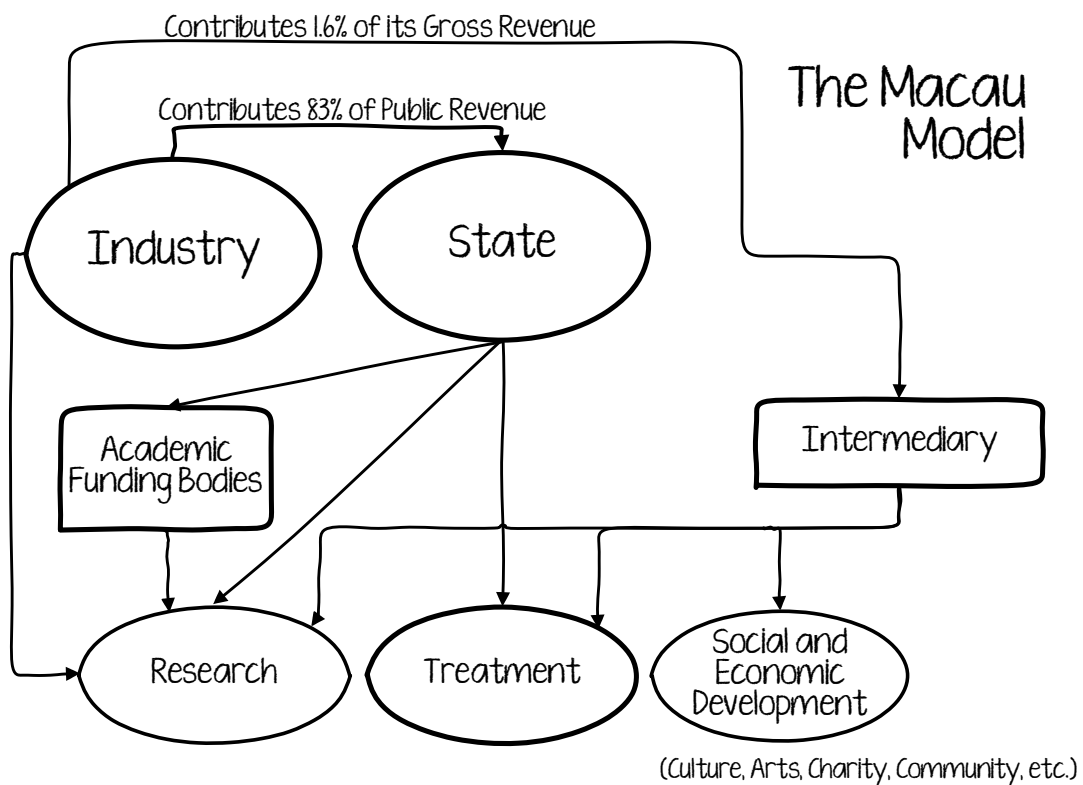 Contributes 1.6% of its Gross Revenue
The Macau
Model
Contributes 83% of Public Revenue
Industry
State
Academic
Funding Bodies
Intermediary
Research
Treatment
Social and
Economic
Development
(Culture, Arts, Charity, Community, etc.)